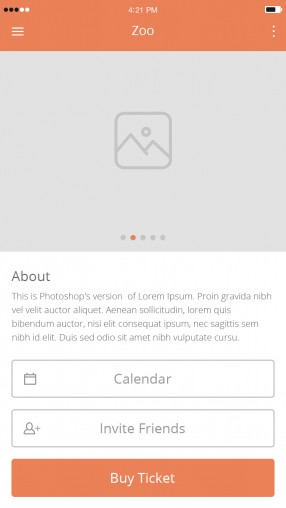 4:21 PM
Zoo
About
This is Photoshop's version of Lorem Ipsum. Proin gravida nibh
vel velit auctor aliquet. Aenean sollicitudin, lorem quis
bibendum auctor, nisi elit consequat ipsum, nec sagittis sem
nibh id elit. Duis sed odio sit amet nibh vulputate cursu.
Calendar
Invite Friends
Buy Ticket